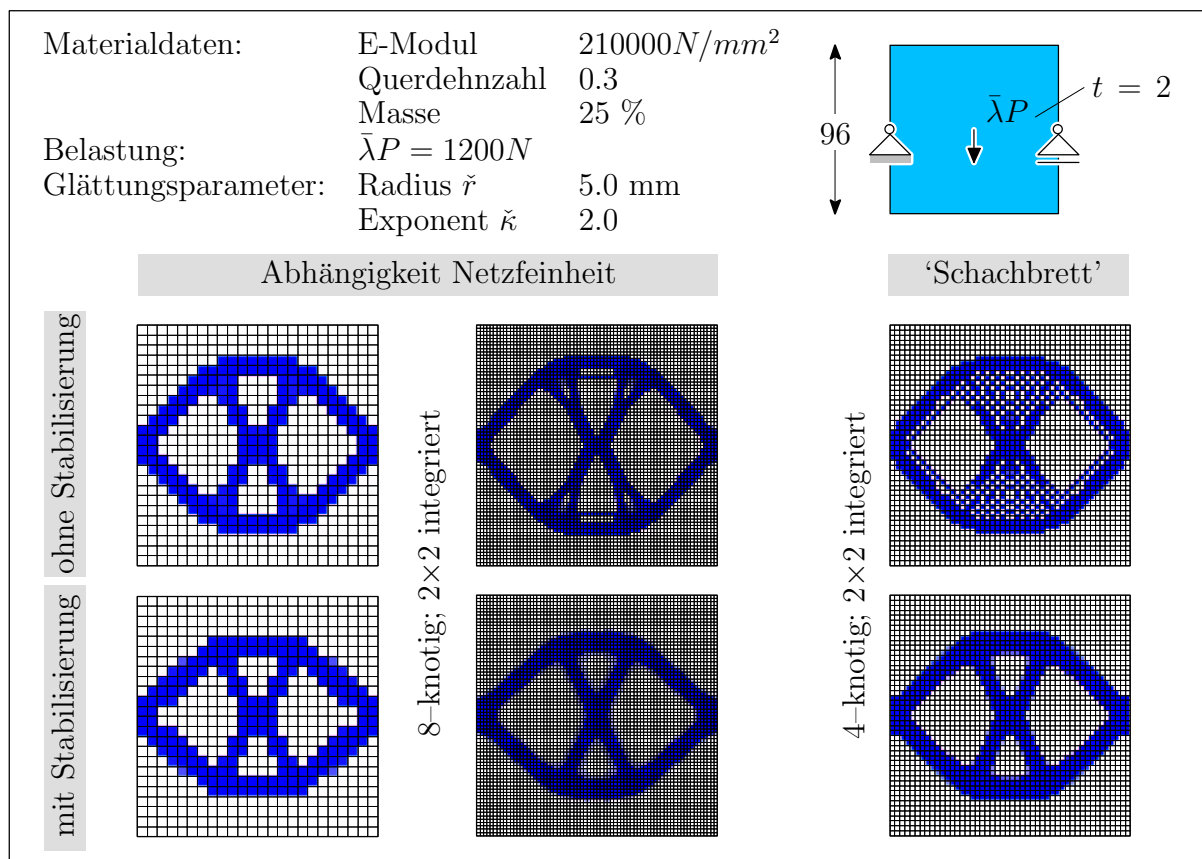 Materialdaten: E-Modul 210000N/mm²
Querdehnzahl 0.3
Masse 25 %
Belastung: λ̄P = 1200N
Glättungsparameter: Radius ř 5.0 mm
Exponent κ̌ 2.0
96
λ̄P
t = 2
Abhängigkeit Netzfeinheit
‘Schachbrett’
ohne Stabilisierung
mit Stabilisierung
8–knotig; 2×2 integriert
4–knotig; 2×2 integriert